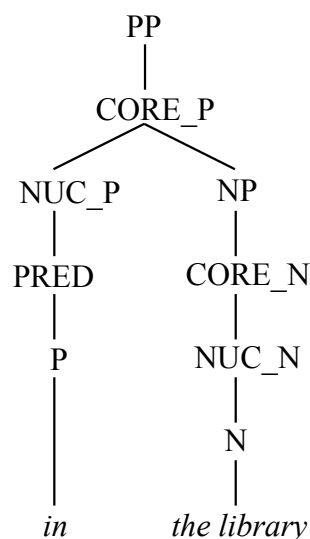 PP
CORE_P
NUC_P NP
PRED CORE_N
P NUC_N
N
in the library